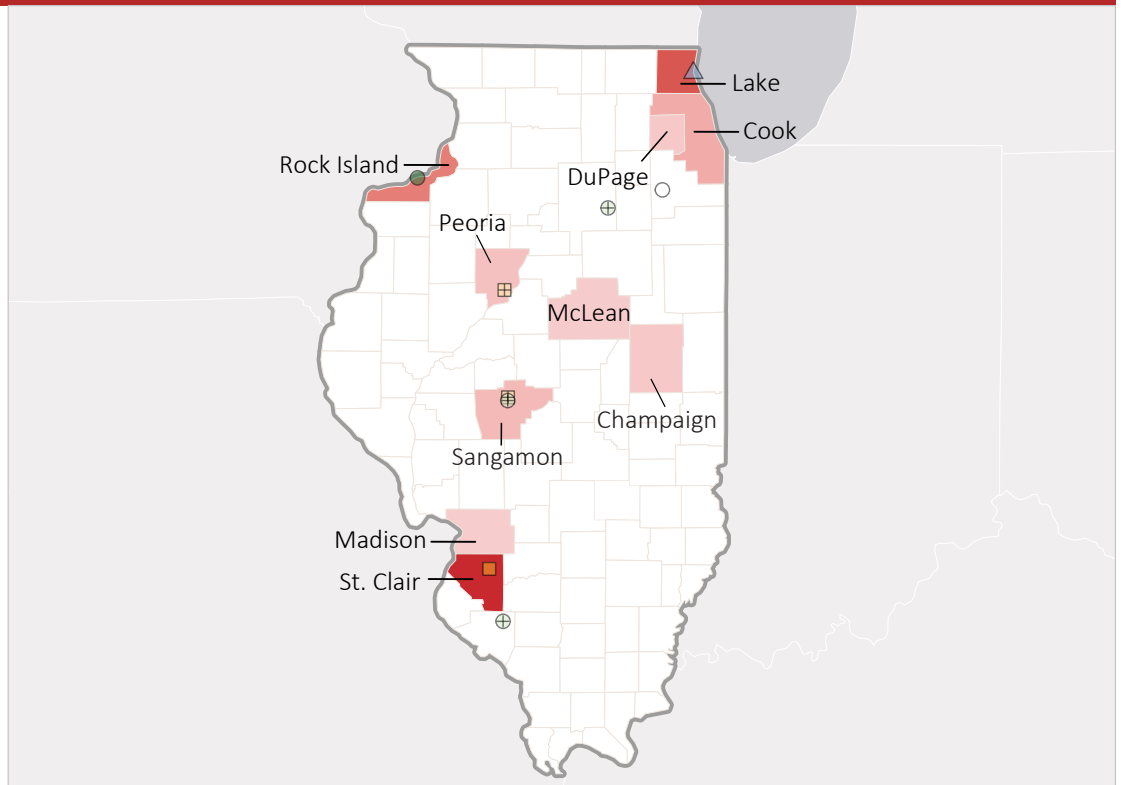 Lake
Cook
Rock Island
DuPage
Peoria
McLean
Champaign
Sangamon
Madison
St. Clair